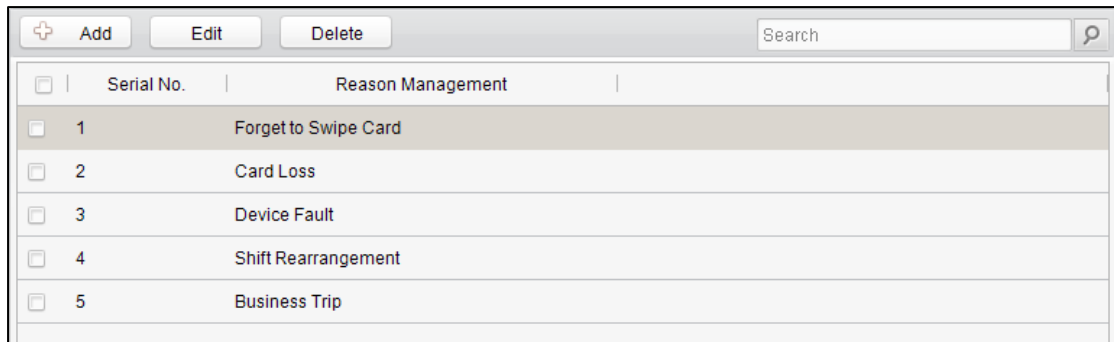 Add Edit Delete Search
Serial No. Reason Management
1 Forget to Swipe Card
2 Card Loss
3 Device Fault
4 Shift Rearrangement
5 Business Trip